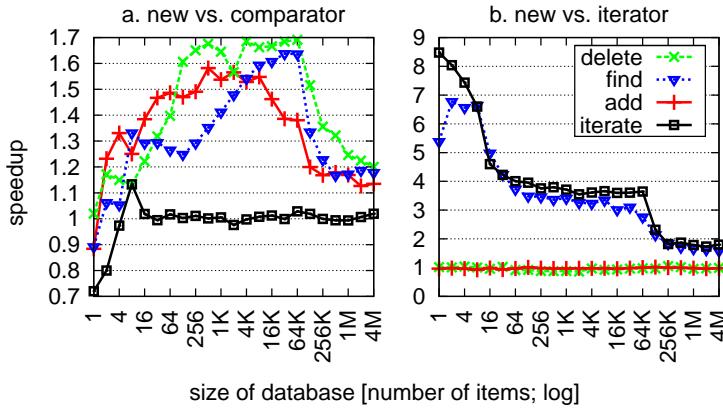 a. new vs. comparator
b. new vs. iterator
speedup
1.7
1.6
1.5
1.4
1.3
1.2
1.1
1
0.9
0.8
0.7
1
4
16
64
256
1K
4K
16K
64K
256K
1M
4M
9
8
7
6
5
4
3
2
1
0
delete
find
add
iterate
1
4
16
64
256
1K
4K
16K
64K
256K
1M
4M
size of database [number of items; log]